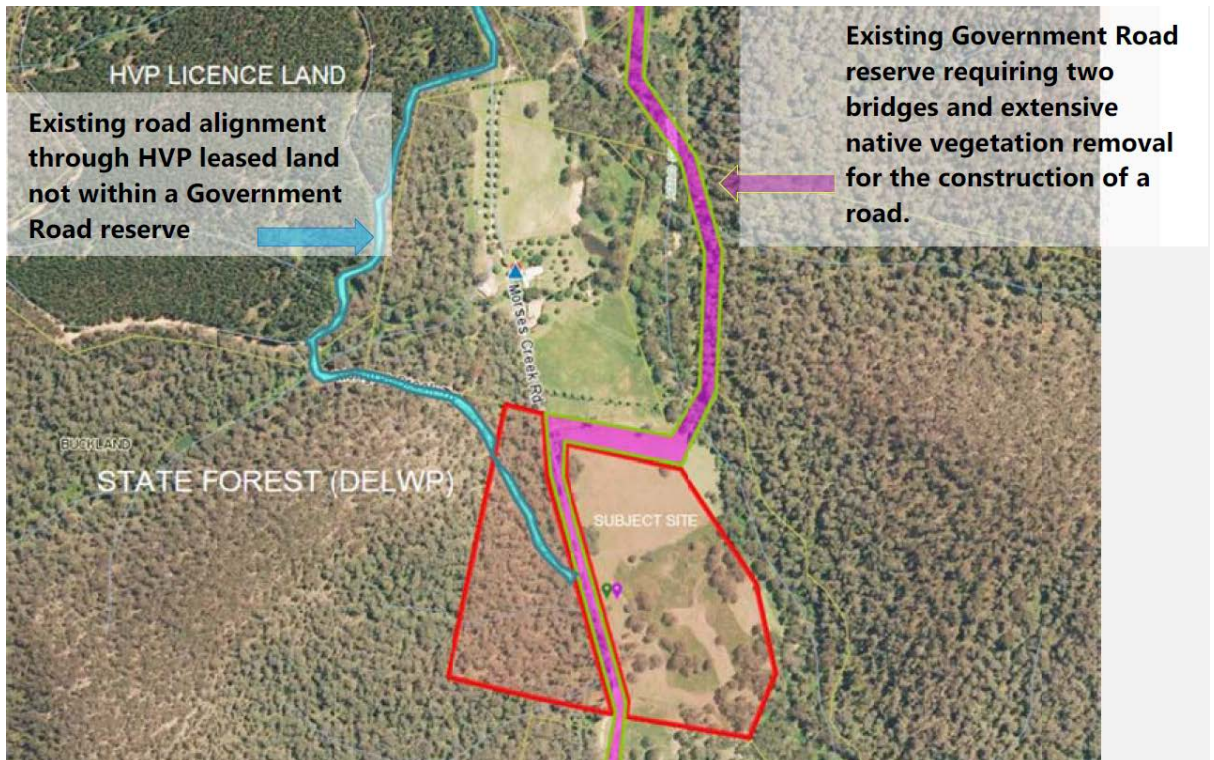 HVP LICENCE LAND
Existing road alignment
through HVP leased land
not within a Government
Road reserve
Existing Government Road
reserve requiring two
bridges and extensive
native vegetation removal
for the construction of a
road.
Morses Creek Rd
BUCKLAND
STATE FOREST (DELWP)
SUBJECT SITE